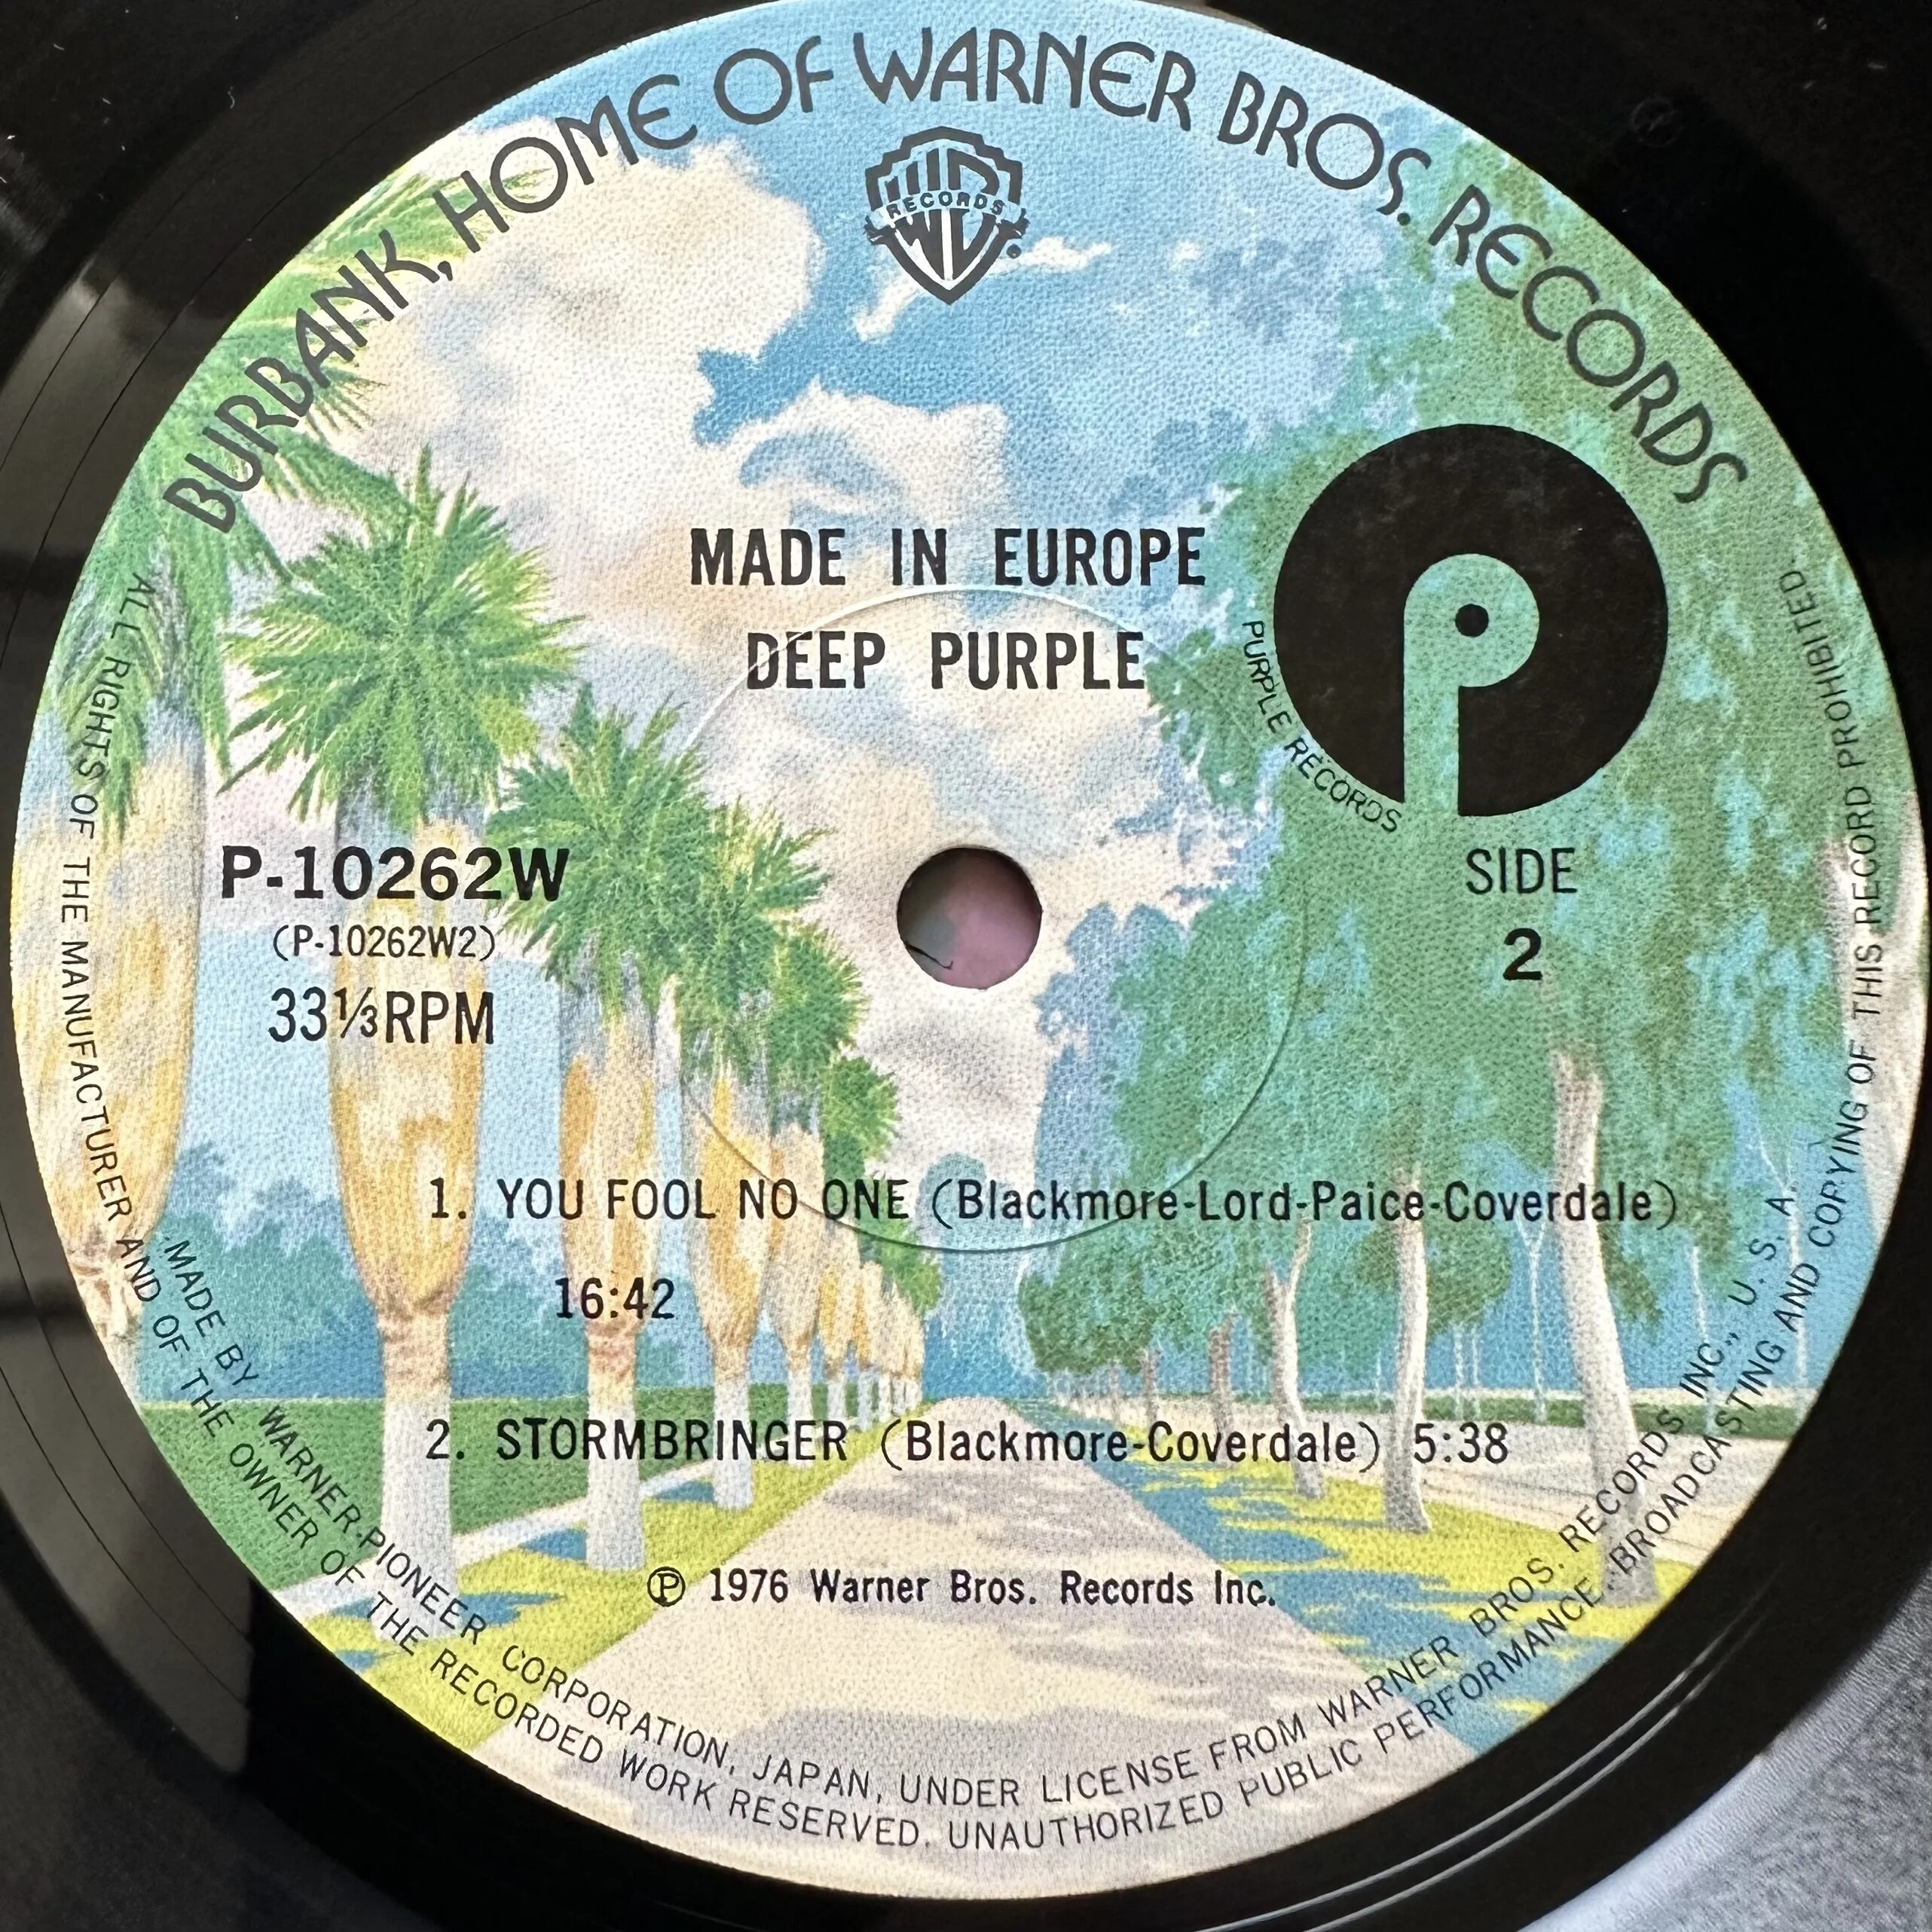 BURBANK, HOME OF WARNER BROS. RECORDS
RECORDS
MADE IN EUROPE
DEEP PURPLE
PURPLE RECORDS
P-10262W
(P-10262W2)
33⅓RPM
SIDE
2
1. YOU FOOL NO ONE (Blackmore-Lord-Paice-Coverdale)
16:42
2. STORMBRINGER (Blackmore-Coverdale) 5:38
℗ 1976 Warner Bros. Records Inc.
MADE BY WARNER-PIONEER CORPORATION, JAPAN, UNDER LICENSE FROM WARNER BROS. RECORDS INC., U. S. A.
ALL RIGHTS OF THE MANUFACTURER AND OF THE OWNER OF THE RECORDED WORK RESERVED. UNAUTHORIZED PUBLIC PERFORMANCE. BROADCASTING AND COPYING OF THIS RECORD PROHIBITED.